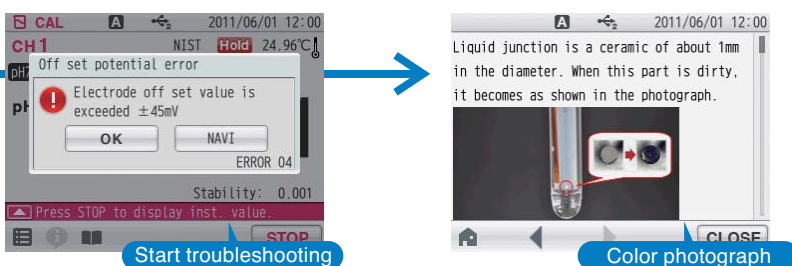 CAL A 2 2011/06/01 12:00
CH1 NIST Hold 24.96℃
Off set potential error
Electrode off set value is
exceeded ±45mV
OK NAVI
ERROR 04
Stability: 0.001
Press STOP to display inst. value.
STOP
Start troubleshooting
A 2 2011/06/01 12:00
Liquid junction is a ceramic of about 1mm
in the diameter. When this part is dirty,
it becomes as shown in the photograph.
CLOSE
Color photograph